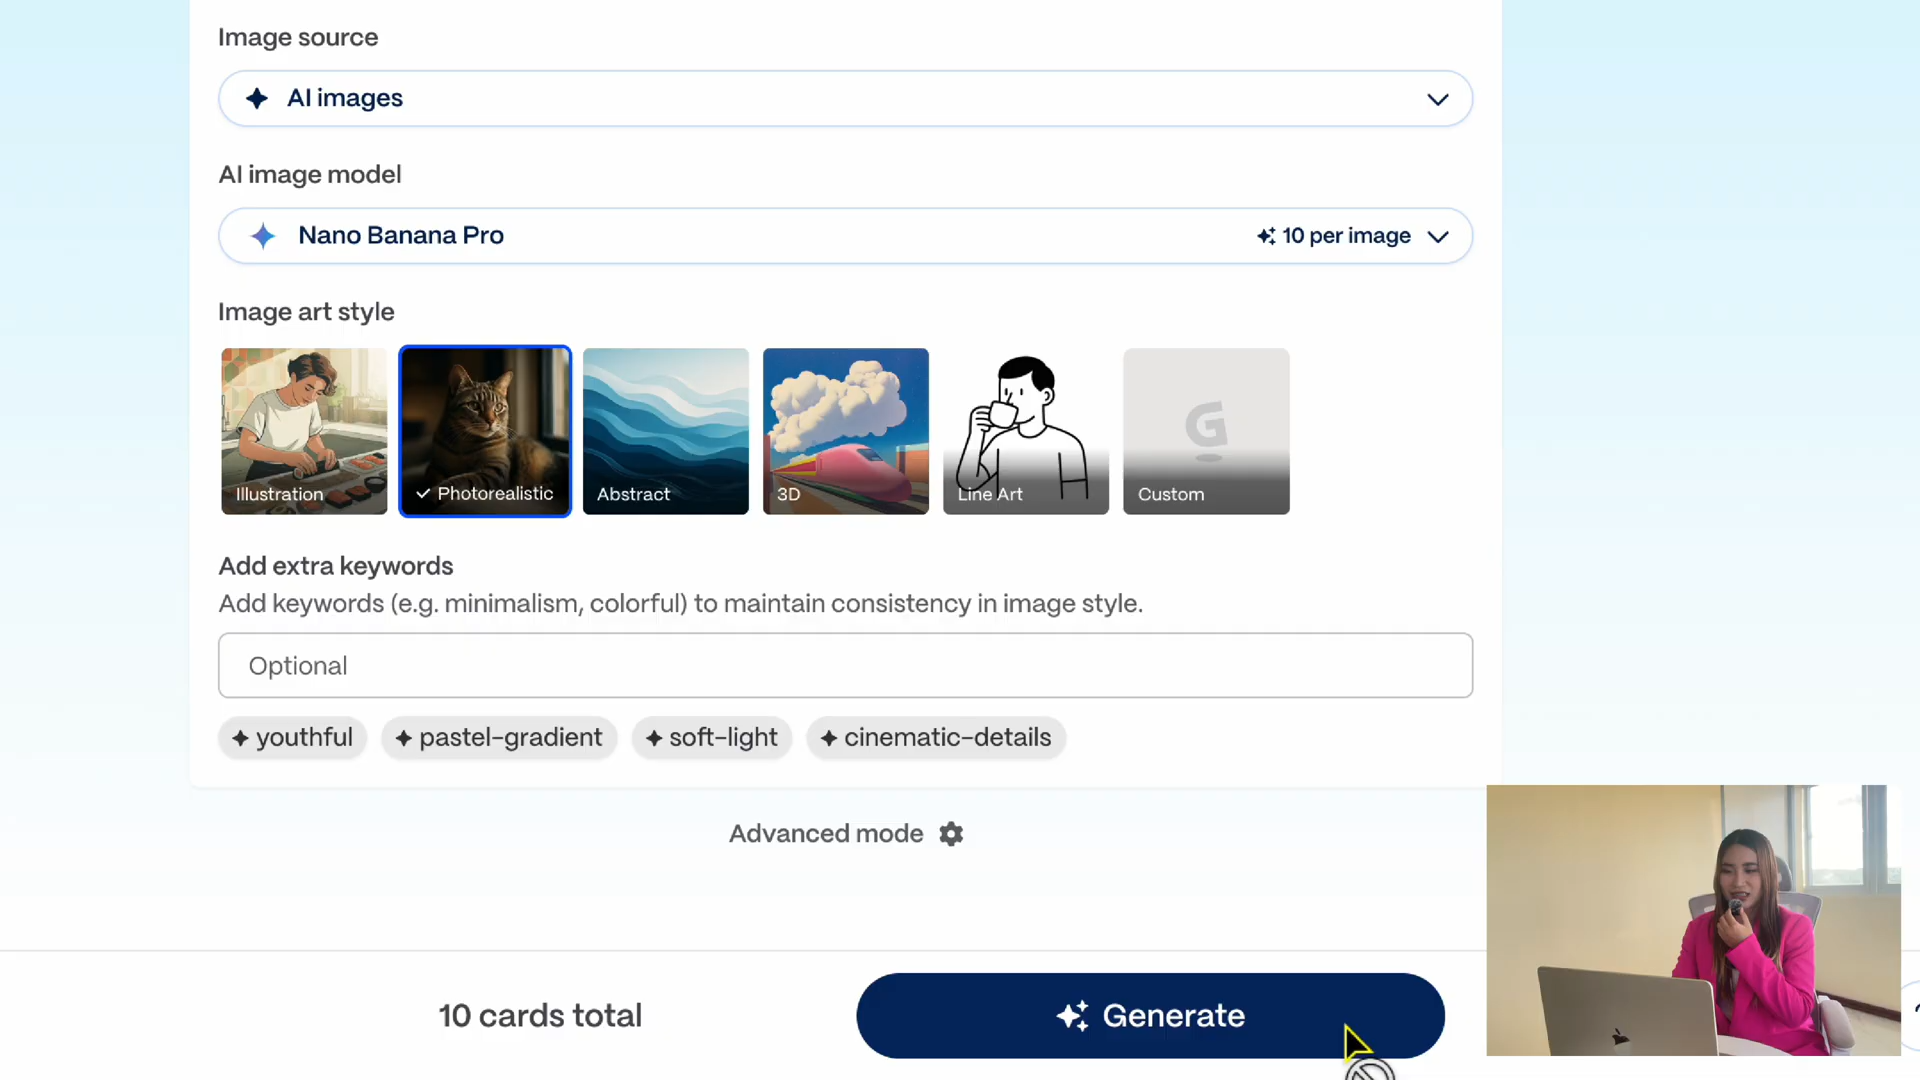 Image source
AI images
AI image model
Nano Banana Pro
10 per image
Image art style
Illustration
Photorealistic
Abstract
3D
Line Art
Custom
Add extra keywords
Add keywords (e.g. minimalism, colorful) to maintain consistency in image style.
Optional
youthful
pastel-gradient
soft-light
cinematic-details
Advanced mode
10 cards total
Generate